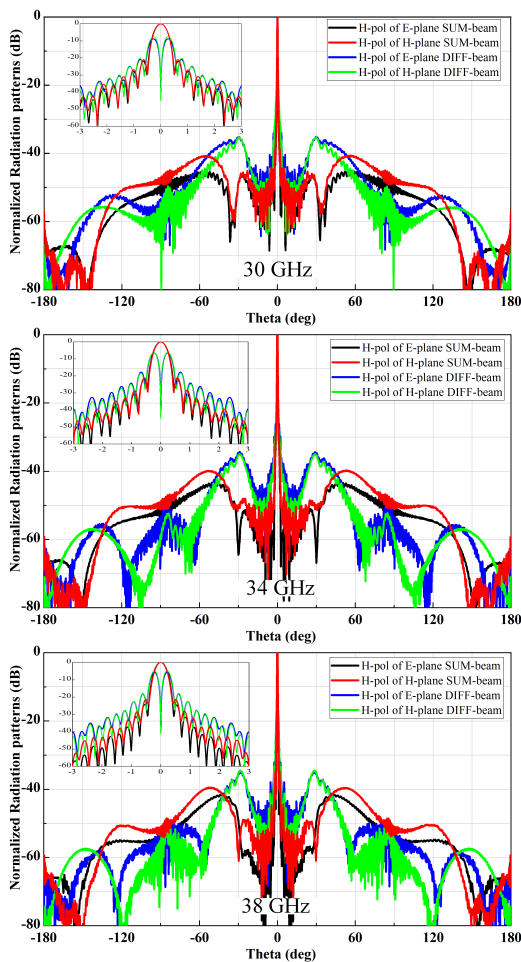 H-pol of E-plane SUM-beam
H-pol of H-plane SUM-beam
H-pol of E-plane DIFF-beam
H-pol of H-plane DIFF-beam
Normalized Radiation patterns (dB)
0
-20
-40
-60
-80
0
-10
-20
-30
-40
-50
-60
-3 -2 -1 0 1 2 3
30 GHz
-180 -120 -60 0 60 120 180
Theta (deg)
H-pol of E-plane SUM-beam
H-pol of H-plane SUM-beam
H-pol of E-plane DIFF-beam
H-pol of H-plane DIFF-beam
Normalized Radiation patterns (dB)
0
-20
-40
-60
-80
0
-10
-20
-30
-40
-50
-60
-3 -2 -1 0 1 2 3
34 GHz
-180 -120 -60 0 60 120 180
Theta (deg)
H-pol of E-plane SUM-beam
H-pol of H-plane SUM-beam
H-pol of E-plane DIFF-beam
H-pol of H-plane DIFF-beam
Normalized Radiation patterns (dB)
0
-20
-40
-60
-80
0
-10
-20
-30
-40
-50
-60
-3 -2 -1 0 1 2 3
38 GHz
-180 -120 -60 0 60 120 180
Theta (deg)